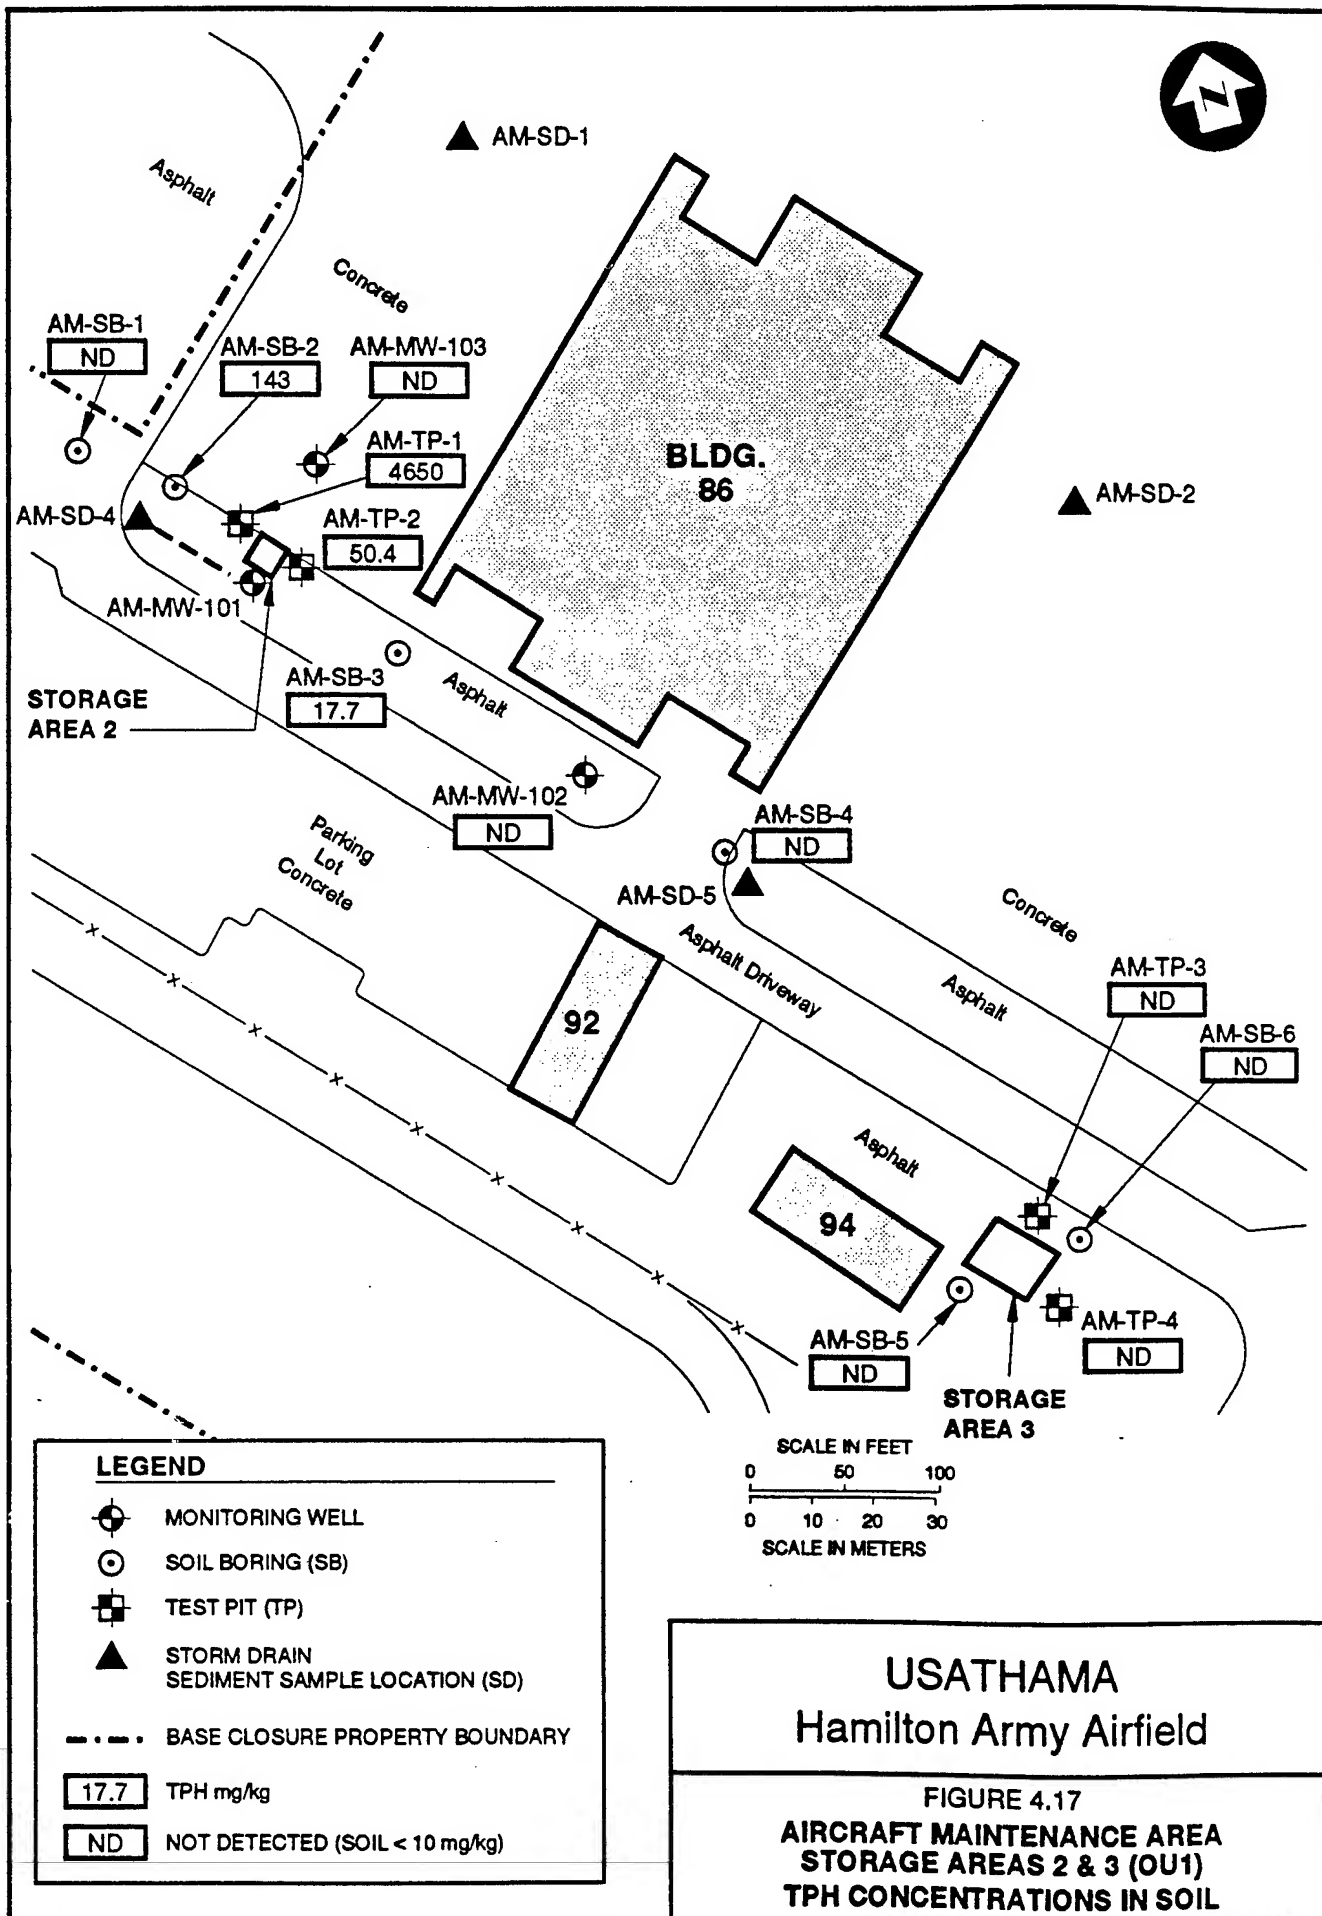 N
AM-SD-1
Asphalt
Concrete
AM-SB-1
ND
AM-SB-2
143
AM-MW-103
ND
AM-TP-1
4650
BLDG.
86
AM-SD-2
AM-SD-4
AM-TP-2
50.4
AM-MW-101
AM-SB-3
17.7
Asphalt
STORAGE
AREA 2
AM-MW-102
ND
Parking
Lot
Concrete
AM-SB-4
ND
AM-SD-5
Concrete
Asphalt Driveway
Asphalt
AM-TP-3
ND
92
AM-SB-6
ND
Asphalt
94
AM-SB-5
ND
AM-TP-4
ND
STORAGE
AREA 3
SCALE IN FEET
0 50 100
0 10 20 30
SCALE IN METERS
LEGEND
MONITORING WELL
SOIL BORING (SB)
TEST PIT (TP)
STORM DRAIN
SEDIMENT SAMPLE LOCATION (SD)
BASE CLOSURE PROPERTY BOUNDARY
17.7 TPH mg/kg
ND NOT DETECTED (SOIL < 10 mg/kg)
USATHAMA
Hamilton Army Airfield
FIGURE 4.17
AIRCRAFT MAINTENANCE AREA
STORAGE AREAS 2 & 3 (OU1)
TPH CONCENTRATIONS IN SOIL